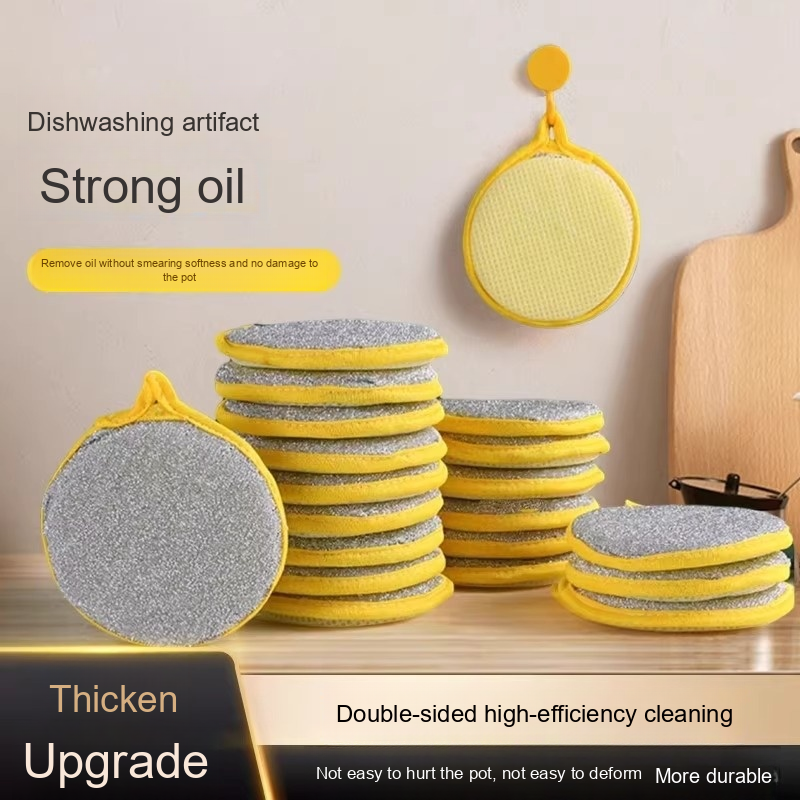 Dishwashing artifact
Strong oil
Remove oil without smearing softness and no damage to
the pot
Thicken
Upgrade
Double-sided high-efficiency cleaning
Not easy to hurt the pot, not easy to deform
More durable